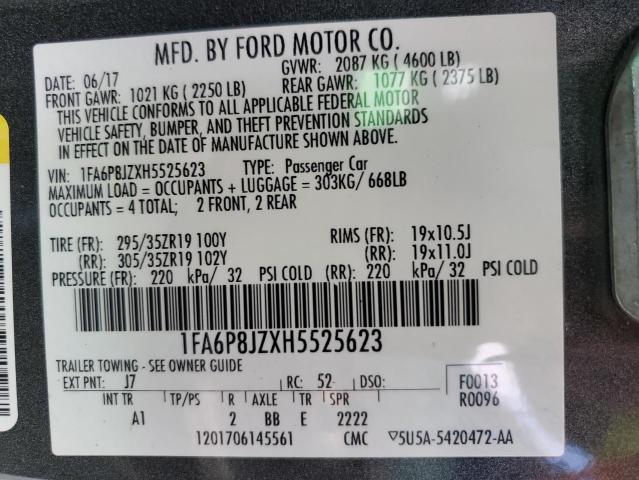 MFD. BY FORD MOTOR CO.
DATE: 06/17 GVWR: 2087 KG ( 4600 LB)
FRONT GAWR: 1021 KG ( 2250 LB) REAR GAWR: 1077 KG ( 2375 LB)
THIS VEHICLE CONFORMS TO ALL APPLICABLE FEDERAL MOTOR
VEHICLE SAFETY, BUMPER, AND THEFT PREVENTION STANDARDS
IN EFFECT ON THE DATE OF MANUFACTURE SHOWN ABOVE.
VIN: 1FA6P8JZXH5525623 TYPE: Passenger Car
MAXIMUM LOAD = OCCUPANTS + LUGGAGE = 303KG/ 668LB
OCCUPANTS = 4 TOTAL; 2 FRONT, 2 REAR
TIRE (FR): 295/35ZR19 100Y RIMS (FR): 19x10.5J
(RR): 305/35ZR19 102Y (RR): 19x11.0J
PRESSURE (FR): 220 kPa/ 32 PSI COLD (RR): 220 kPa/ 32 PSI COLD
1FA6P8JZXH5525623
TRAILER TOWING - SEE OWNER GUIDE
EXT PNT: J7 RC: 52 DSO: F0013
INT TR TP/PS R AXLE TR SPR R0096
A1 2 BB E 2222
1201706145561 CMC ▽5U5A-5420472-AA